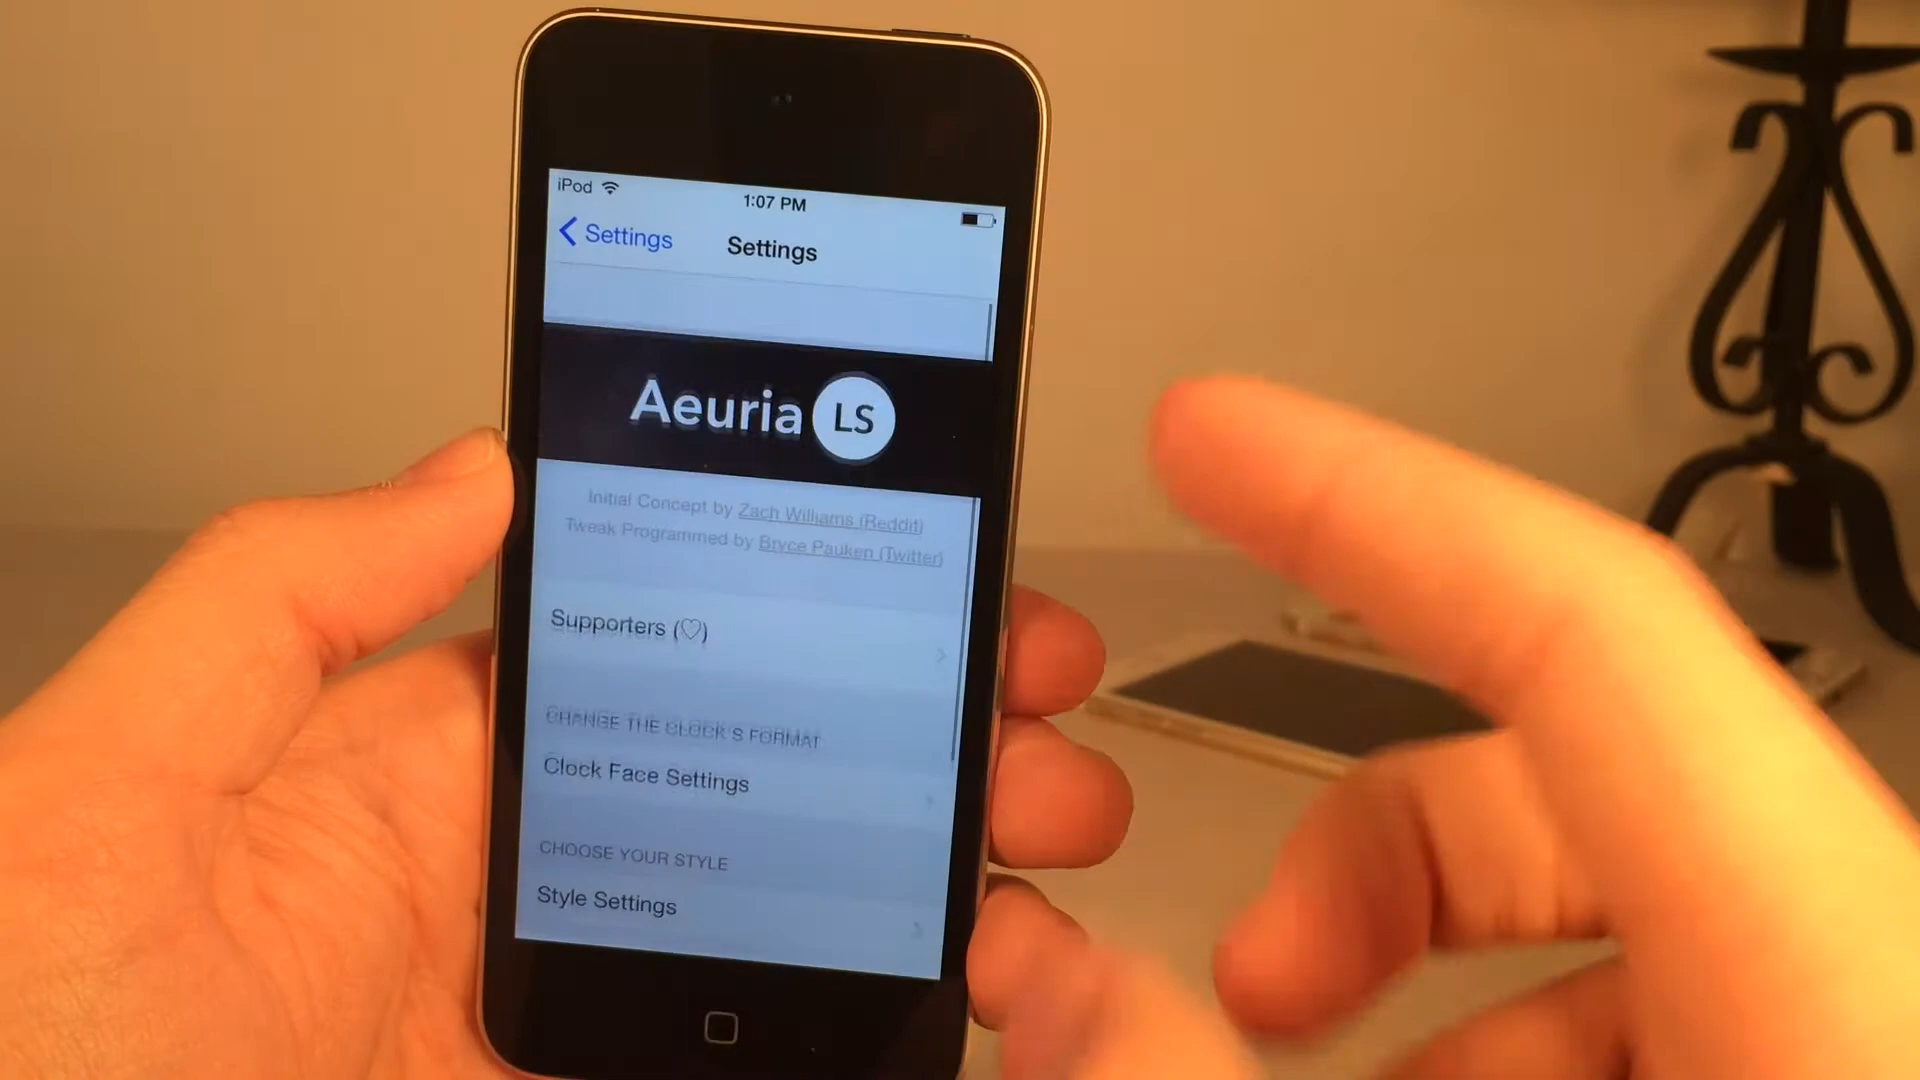 iPod
1:07 PM
Settings
Settings
Aeuria LS
Initial Concept by Zach Williams (Reddit)
Tweak Programmed by Bryce Pauken (Twitter)
Supporters (♡)
CHANGE THE CLOCK'S FORMAT
Clock Face Settings
CHOOSE YOUR STYLE
Style Settings